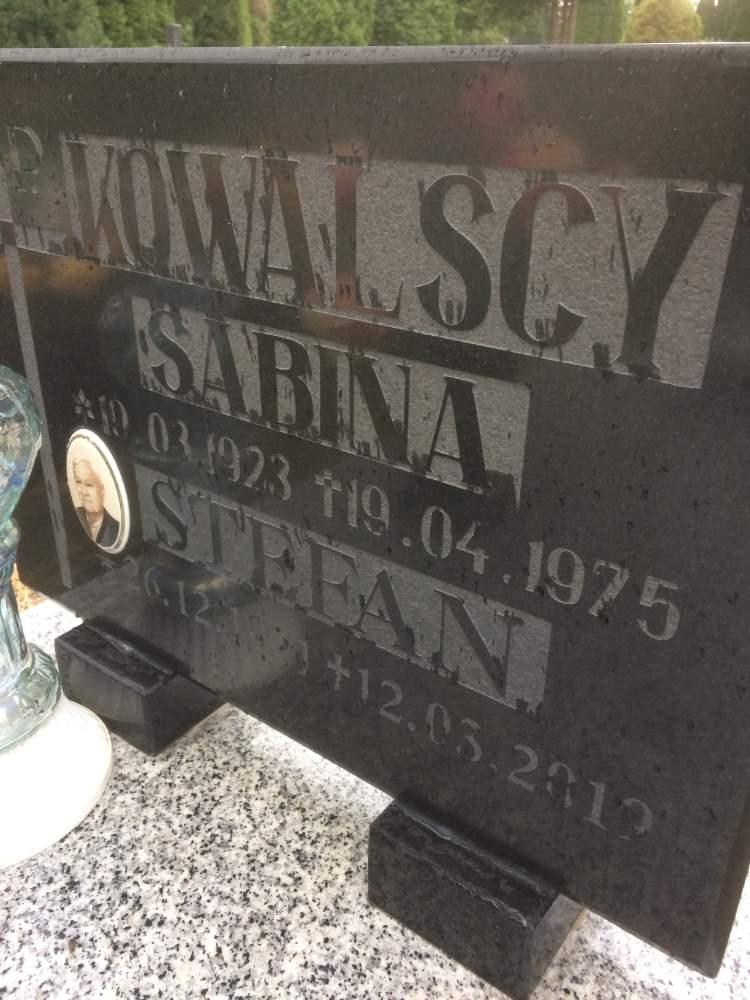 P KOWALSCY
SABINA
*19.03.1923 †19.04.1975
STEFAN
†12.03.2019